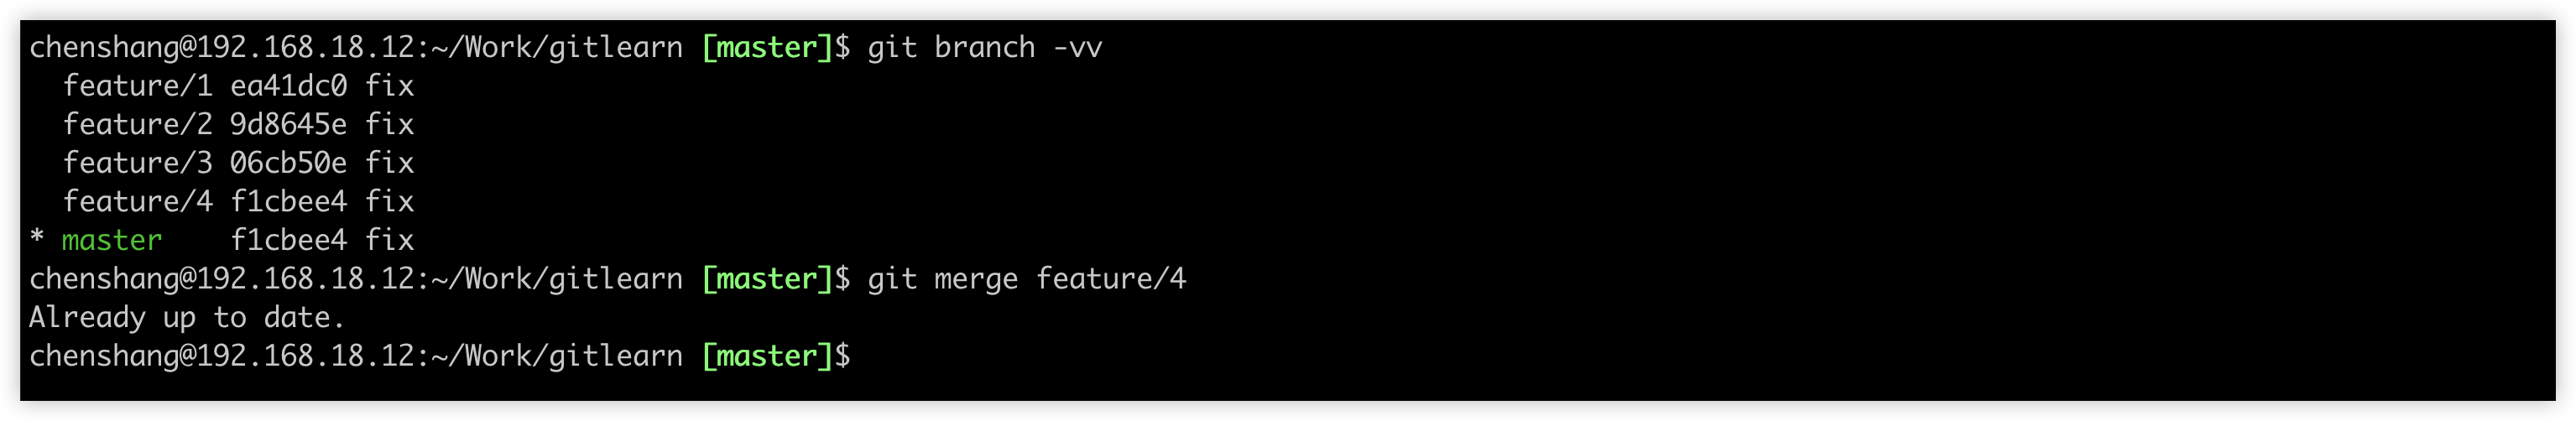 chenshang@192.168.18.12:~/Work/gitlearn [master]$ git branch -vv
  feature/1 ea41dc0 fix
  feature/2 9d8645e fix
  feature/3 06cb50e fix
  feature/4 f1cbee4 fix
* master    f1cbee4 fix
chenshang@192.168.18.12:~/Work/gitlearn [master]$ git merge feature/4
Already up to date.
chenshang@192.168.18.12:~/Work/gitlearn [master]$